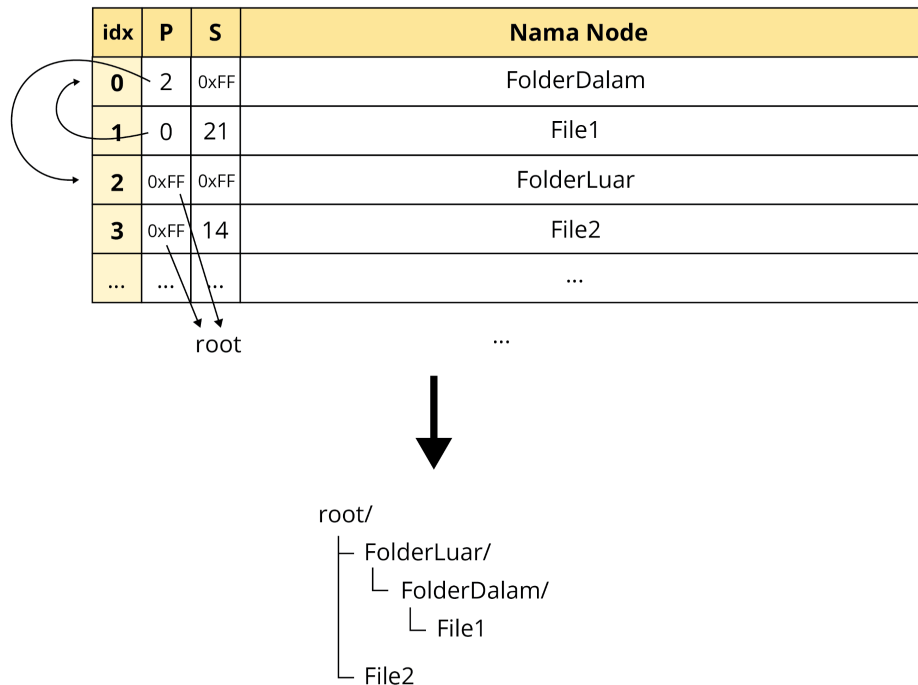 idx P S Nama Node
0 2 0xFF FolderDalam
1 0 21 File1
2 0xFF 0xFF FolderLuar
3 0xFF 14 File2
... ... ... ...
root ...
root/
FolderLuar/
FolderDalam/
File1
File2